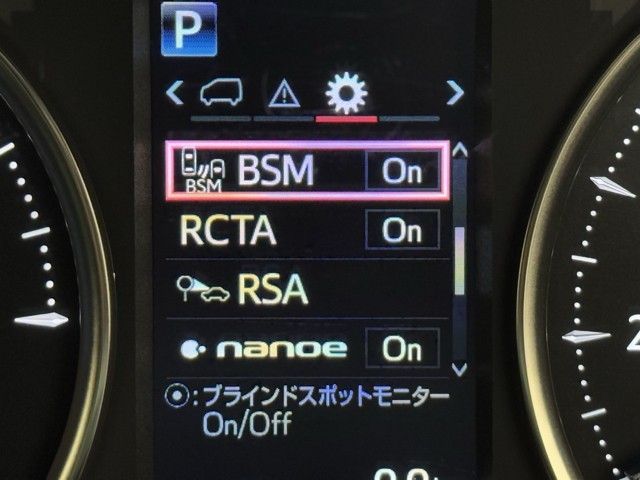 P
BSM BSM On
RCTA On
RSA
nanoe On
⦿:ブラインドスポットモニター
On/Off